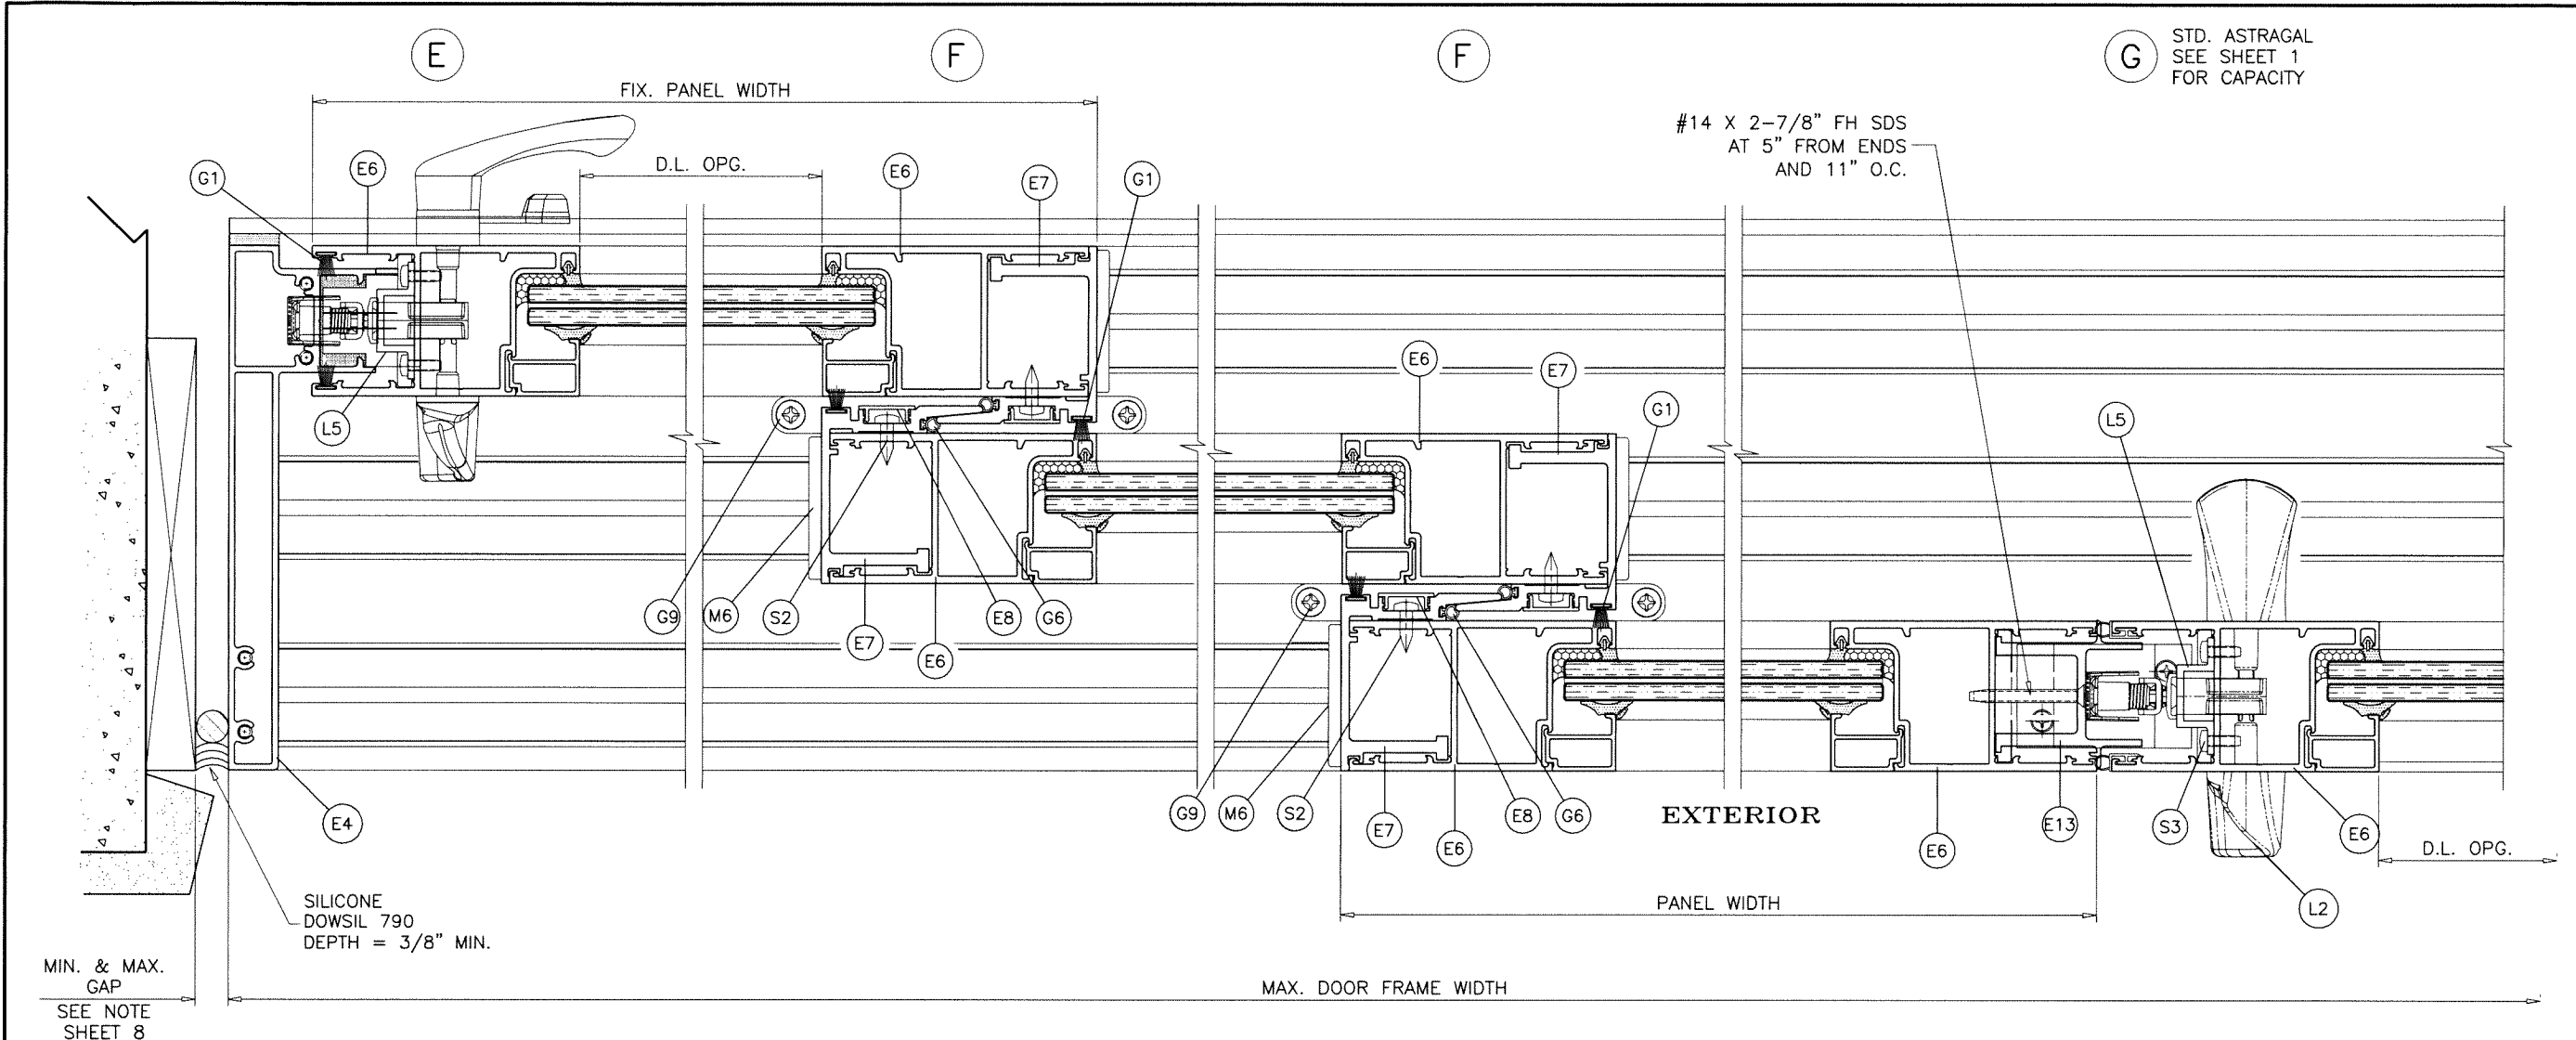 E
F
F
G
STD. ASTRAGAL
SEE SHEET 1
FOR CAPACITY
FIX. PANEL WIDTH
#14 X 2-7/8" FH SDS
AT 5" FROM ENDS
AND 11" O.C.
D.L. OPG.
G1
E6
E6
E7
G1
E6
E7
G1
L5
L5
G9
M6
S2
E7
E6
E8
G6
G9
M6
S2
E7
E6
E8
G6
EXTERIOR
E6
E13
S3
E6
L2
D.L. OPG.
E4
PANEL WIDTH
SILICONE
DOWSIL 790
DEPTH = 3/8" MIN.
MIN. & MAX.
GAP
SEE NOTE
SHEET 8
MAX. DOOR FRAME WIDTH